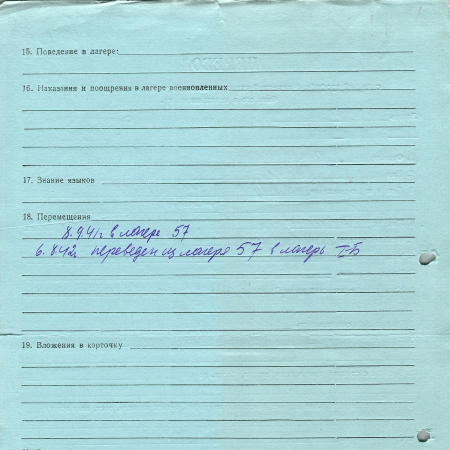 15. Поведение в лагере:
16. Наказания и поощрения в лагере военнопленных
17. Знание языков
18. Перемещения
8.9.41г. в лагере 57
6.8.42г. переведен из лагеря 57 в лагерь Т-Б
19. Вложения в карточку